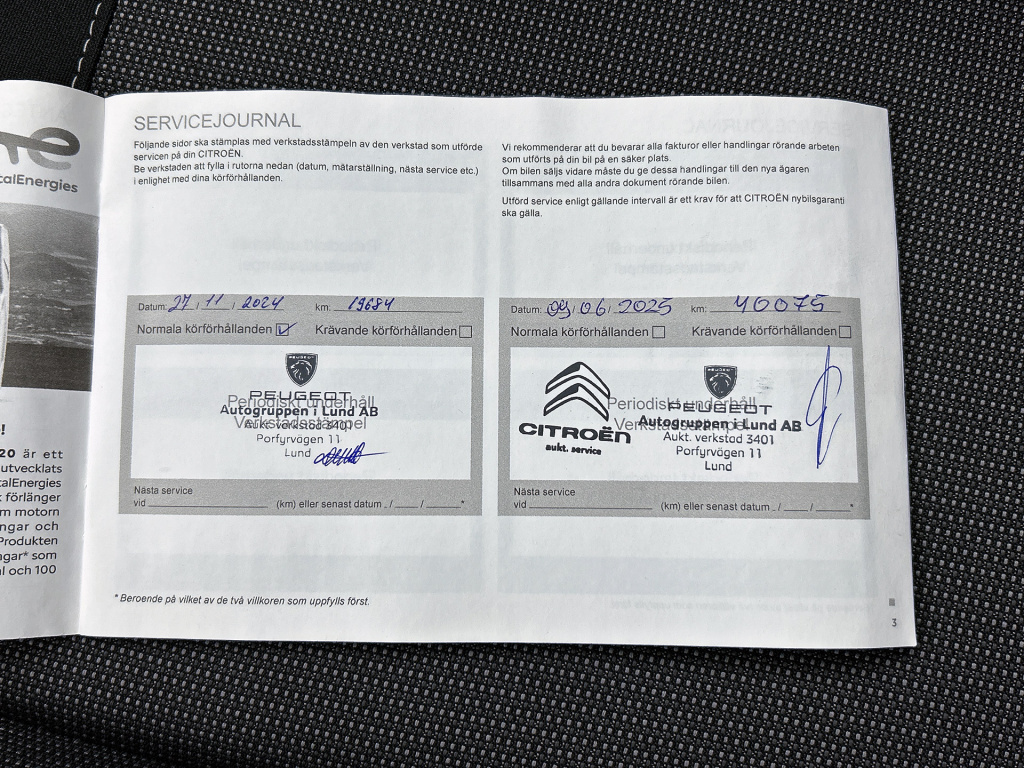 talEnergies
!
20 är ett
utvecklats
talEnergies
förlänger
m motorn
ngar och
Produkten
ngar* som
l och 100
SERVICEJOURNAL
Följande sidor ska stämplas med verkstadsstämpeln av den verkstad som utförde
servicen på din CITROËN.
Be verkstaden att fylla i rutorna nedan (datum, mätarställning, nästa service etc.)
i enlighet med dina körförhållanden.
Datum: 27 / 11 / 2024 km: 19684
Normala körförhållanden Krävande körförhållanden
PEUGEOT
Periodiskt underhåll
Autogruppen i Lund AB
Verkstadsstämpel
Aukt. verkstad 3401
Porfyrvägen 11
Lund
Nästa service
vid (km) eller senast datum . / / *
* Beroende på vilket av de två villkoren som uppfylls först.
Vi rekommenderar att du bevarar alla fakturor eller handlingar rörande arbeten
som utförts på din bil på en säker plats.
Om bilen säljs vidare måste du ge dessa handlingar till den nya ägaren
tillsammans med alla andra dokument rörande bilen.
Utförd service enligt gällande intervall är ett krav för att CITROËN nybilsgaranti
ska gälla.
Datum: 09 / 06 / 2025 km: 40075
Normala körförhållanden Krävande körförhållanden
CITROËN
aukt. service
PEUGEOT
Periodiskt underhåll
Autogruppen i Lund AB
Verkstadsstämpel
Aukt. verkstad 3401
Porfyrvägen 11
Lund
Nästa service
vid (km) eller senast datum . / / *
3